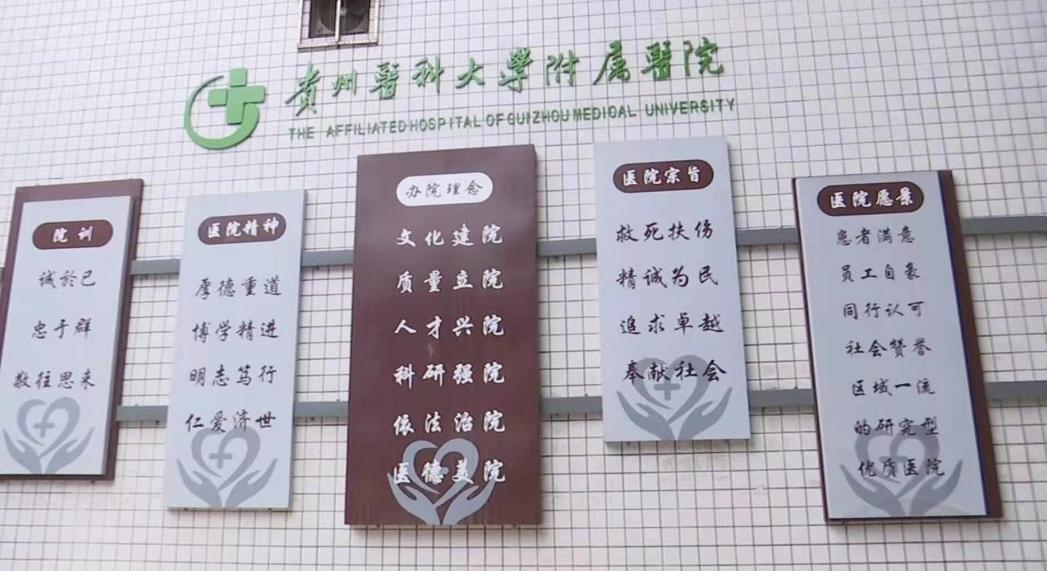 貴州醫科大學附属醫院
THE AFFILIATED HOSPITAL OF GUIZHOU MEDICAL UNIVERSITY
院训
诚於己
忠于群
敬往思来
医院精神
厚德重道
博学精进
明志笃行
仁爱济世
办院理念
文化建院
质量立院
人才兴院
科研强院
依法治院
医德美院
医院宗旨
救死扶伤
精诚为民
追求卓越
奉献社会
医院愿景
患者满意
员工自豪
同行认可
社会赞誉
区域一流
的研究型
优质医院